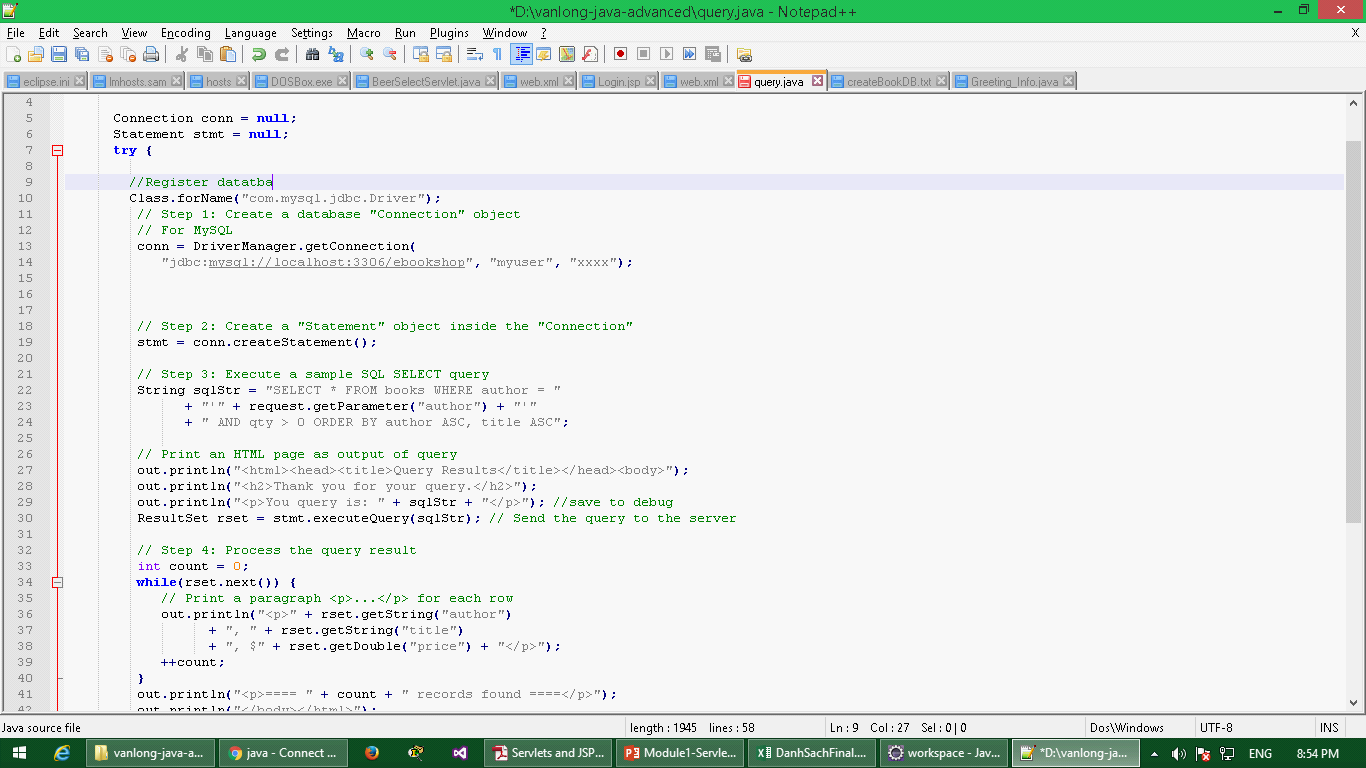 *D:\vanlong-java-advanced\query.java - Notepad++
File Edit Search View Encoding Language Settings Macro Run Plugins Window ? X
eclipse.ini lmhosts.sam hosts DOSBox.exe BeerSelectServlet.java web.xml Login.jsp web.xml query.java createBookDB.txt Greeting_Info.java
4
5 Connection conn = null;
6 Statement stmt = null;
7 try {
8
9 //Register datatba
10 Class.forName("com.mysql.jdbc.Driver");
11 // Step 1: Create a database "Connection" object
12 // For MySQL
13 conn = DriverManager.getConnection(
14 "jdbc:mysql://localhost:3306/ebookshop", "myuser", "xxxx");
15
16
17
18 // Step 2: Create a "Statement" object inside the "Connection"
19 stmt = conn.createStatement();
20
21 // Step 3: Execute a sample SQL SELECT query
22 String sqlStr = "SELECT * FROM books WHERE author = "
23 + "'" + request.getParameter("author") + "'"
24 + " AND qty > 0 ORDER BY author ASC, title ASC";
25
26 // Print an HTML page as output of query
27 out.println("<html><head><title>Query Results</title></head><body>");
28 out.println("<h2>Thank you for your query.</h2>");
29 out.println("<p>You query is: " + sqlStr + "</p>"); //save to debug
30 ResultSet rset = stmt.executeQuery(sqlStr); // Send the query to the server
31
32 // Step 4: Process the query result
33 int count = 0;
34 while(rset.next()) {
35 // Print a paragraph <p>...</p> for each row
36 out.println("<p>" + rset.getString("author")
37 + ", " + rset.getString("title")
38 + ", $" + rset.getDouble("price") + "</p>");
39 ++count;
40 }
41 out.println("<p>==== " + count + " records found ====</p>");
42 out.println("</body></html>");
Java source file length : 1945 lines : 58 Ln : 9 Col : 27 Sel : 0 | 0 Dos\Windows UTF-8 INS
vanlong-java-a... java - Connect ... Servlets and JSP... Module1-Servle... DanhSachFinal.... workspace - Jav... *D:\vanlong-ja... ENG 8:54 PM